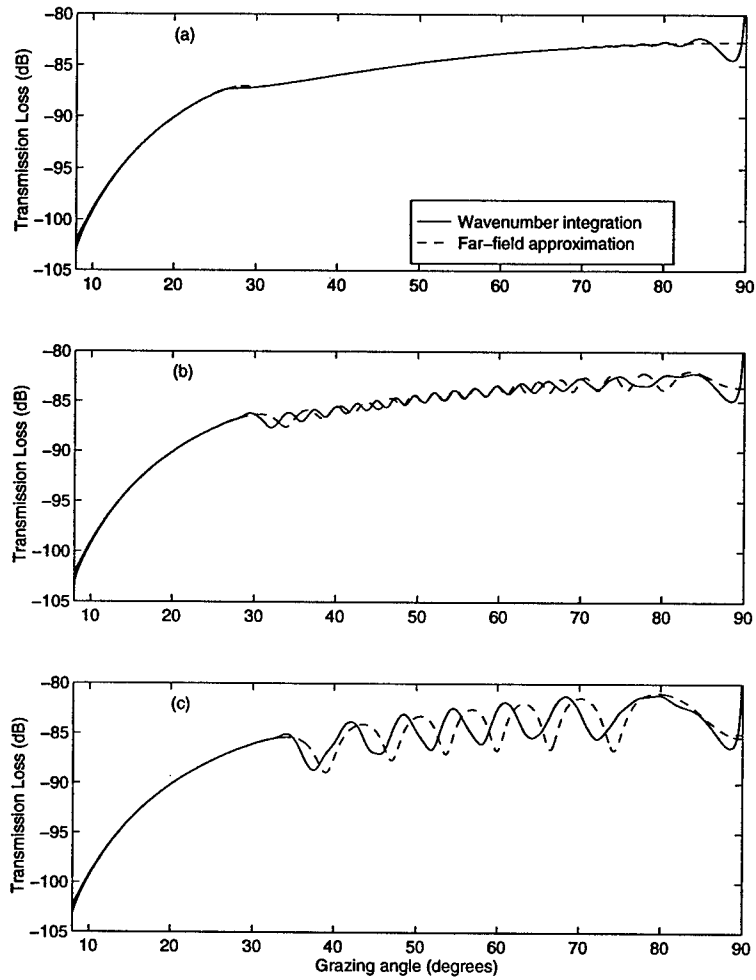 −80
(a)
−85
−90
−95
−100
−105
Transmission Loss (dB)
Wavenumber integration
Far−field approximation
10 20 30 40 50 60 70 80 90
−80
(b)
−85
−90
−95
−100
−105
Transmission Loss (dB)
10 20 30 40 50 60 70 80 90
−80
(c)
−85
−90
−95
−100
−105
Transmission Loss (dB)
10 20 30 40 50 60 70 80 90
Grazing angle (degrees)